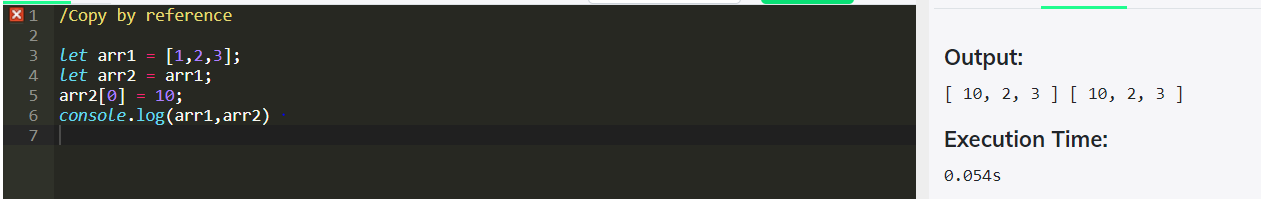 1 /Copy by reference
2
3 let arr1 = [1,2,3];
4 let arr2 = arr1;
5 arr2[0] = 10;
6 console.log(arr1,arr2)
7
Output:
[ 10, 2, 3 ] [ 10, 2, 3 ]
Execution Time:
0.054s